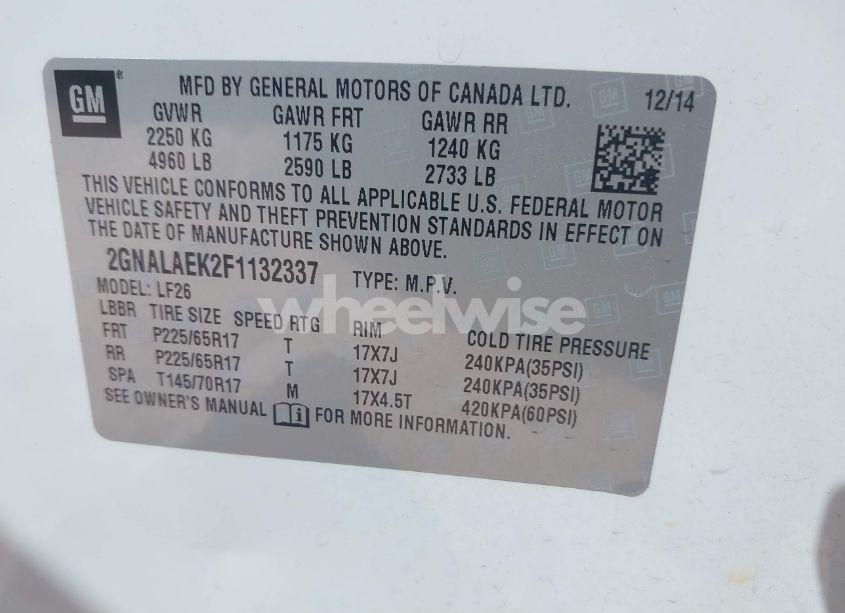 GM
MFD BY GENERAL MOTORS OF CANADA LTD. 12/14
GVWR GAWR FRT GAWR RR
2250 KG 1175 KG 1240 KG
4960 LB 2590 LB 2733 LB
THIS VEHICLE CONFORMS TO ALL APPLICABLE U.S. FEDERAL MOTOR
VEHICLE SAFETY AND THEFT PREVENTION STANDARDS IN EFFECT ON
THE DATE OF MANUFACTURE SHOWN ABOVE.
2GNALAEK2F1132337 TYPE: M.P.V.
MODEL: LF26
wheelwise
LBBR TIRE SIZE SPEED RTG RIM COLD TIRE PRESSURE
FRT P225/65R17 T 17X7J 240KPA(35PSI)
RR P225/65R17 T 17X7J 240KPA(35PSI)
SPA T145/70R17 M 17X4.5T 420KPA(60PSI)
SEE OWNER'S MANUAL i FOR MORE INFORMATION.